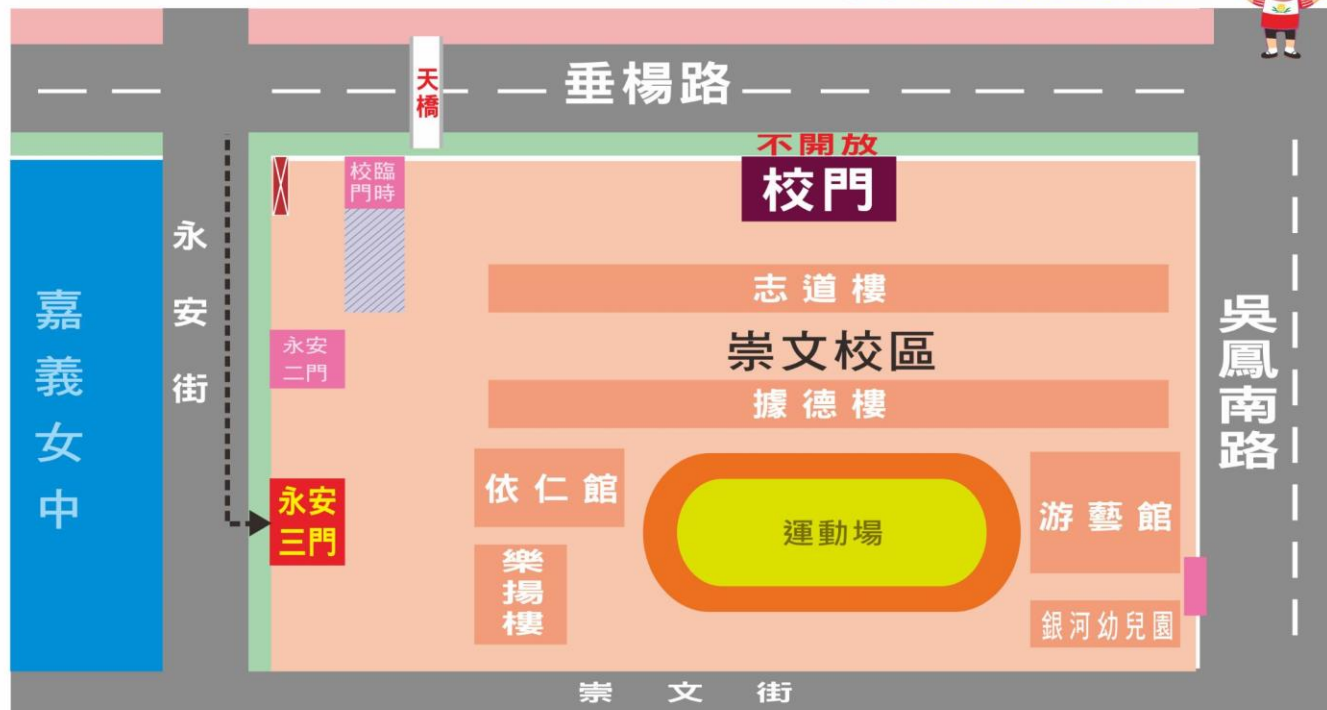 垂楊路
天橋
不開放
校門
臨時
校門
永安街
志道樓
嘉義女中
吳鳳南路
崇文校區
永安
二門
據德樓
依仁館
永安
三門
運動場
游藝館
樂揚樓
銀河幼兒園
崇文街